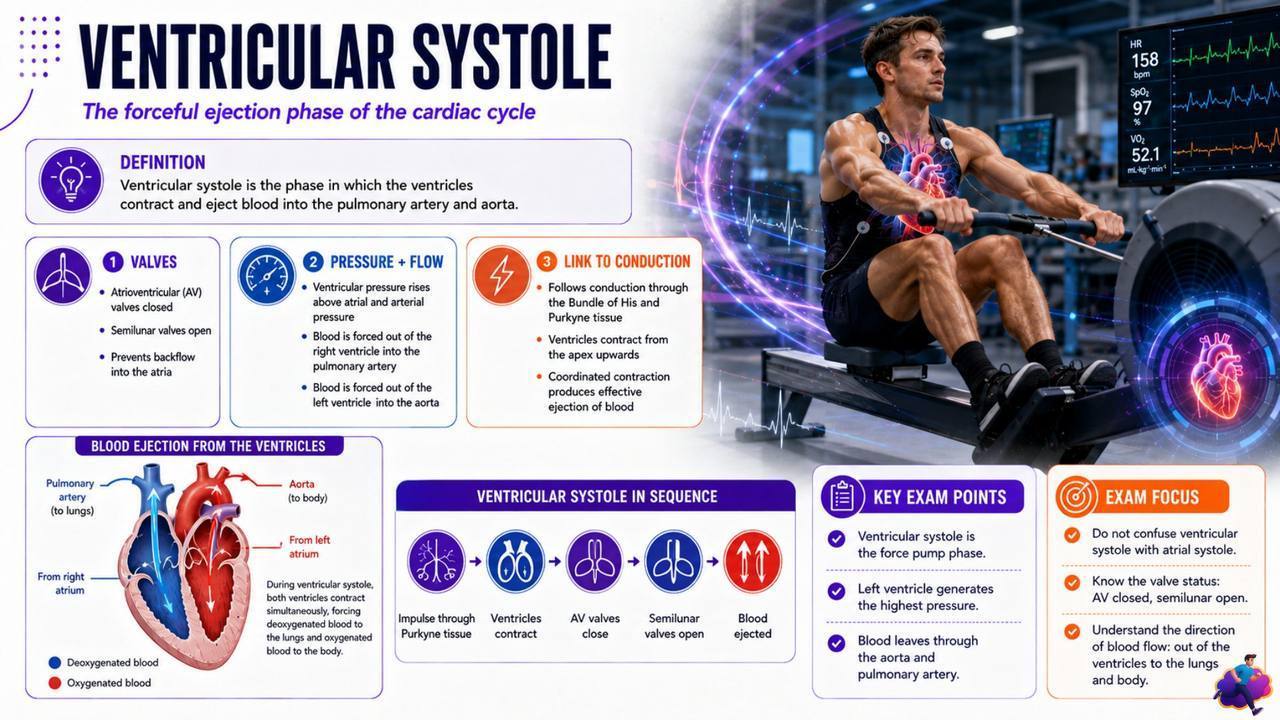 VENTRICULAR SYSTOLE
The forceful ejection phase of the cardiac cycle
DEFINITION
Ventricular systole is the phase in which the ventricles
contract and eject blood into the pulmonary artery and aorta.
1 VALVES
• Atrioventricular (AV)
valves closed
• Semilunar valves open
• Prevents backflow
into the atria
2 PRESSURE + FLOW
• Ventricular pressure rises
above atrial and arterial
pressure
• Blood is forced out of the
right ventricle into the
pulmonary artery
• Blood is forced out of the
left ventricle into the aorta
3 LINK TO CONDUCTION
• Follows conduction through
the Bundle of His and
Purkyne tissue
• Ventricles contract from
the apex upwards
• Coordinated contraction
produces effective
ejection of blood
HR
158
bpm
SpO₂
97
%
VO₂
52.1
mL·kg⁻¹·min⁻¹
BLOOD EJECTION FROM THE VENTRICLES
Pulmonary
artery
(to lungs)
Aorta
(to body)
From left
atrium
From right
atrium
During ventricular systole,
both ventricles contract
simultaneously, forcing
deoxygenated blood to
the lungs and oxygenated
blood to the body.
Deoxygenated blood
Oxygenated blood
VENTRICULAR SYSTOLE IN SEQUENCE
Impulse through
Purkyne tissue
Ventricles
contract
AV valves
close
Semilunar
valves open
Blood
ejected
KEY EXAM POINTS
Ventricular systole is
the force pump phase.
Left ventricle generates
the highest pressure.
Blood leaves through
the aorta and
pulmonary artery.
EXAM FOCUS
Do not confuse ventricular
systole with atrial systole.
Know the valve status:
AV closed, semilunar open.
Understand the direction
of blood flow: out of the
ventricles to the lungs
and body.